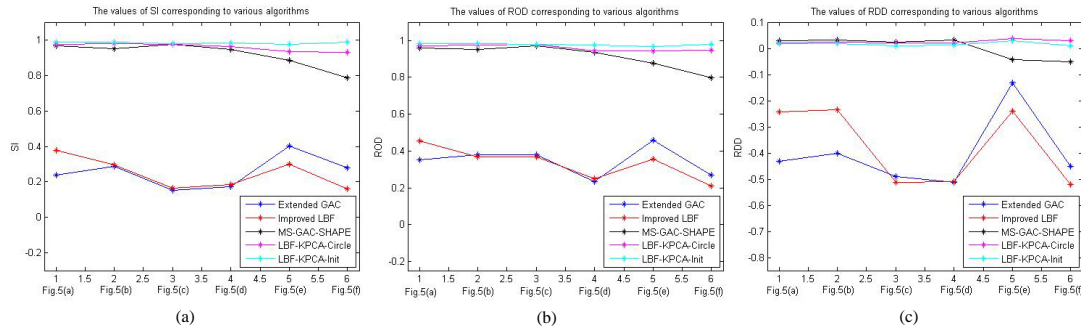 The values of SI corresponding to various algorithms
1
0.8
0.6
0.4
0.2
0
-0.2
SI
Extended GAC
Improved LBF
MS-GAC-SHAPE
LBF-KPCA-Circle
LBF-KPCA-Init
1 1.5 2 2.5 3 3.5 4 4.5 5 5.5 6
Fig.5(a) Fig.5(b) Fig.5(c) Fig.5(d) Fig.5(e) Fig.5(f)
(a)
The values of ROD corresponding to various algorithms
1
0.8
0.6
0.4
0.2
0
-0.2
ROD
Extended GAC
Improved LBF
MS-GAC-SHAPE
LBF-KPCA-Circle
LBF-KPCA-Init
1 1.5 2 2.5 3 3.5 4 4.5 5 5.5 6
Fig.5(a) Fig.5(b) Fig.5(c) Fig.5(d) Fig.5(e) Fig.5(f)
(b)
The values of RDD corresponding to various algorithms
0.1
0
-0.1
-0.2
-0.3
-0.4
-0.5
-0.6
-0.7
-0.8
RDD
Extended GAC
Improved LBF
MS-GAC-SHAPE
LBF-KPCA-Circle
LBF-KPCA-Init
1 1.5 2 2.5 3 3.5 4 4.5 5 5.5 6
Fig.5(a) Fig.5(b) Fig.5(c) Fig.5(d) Fig.5(e) Fig.5(f)
(c)